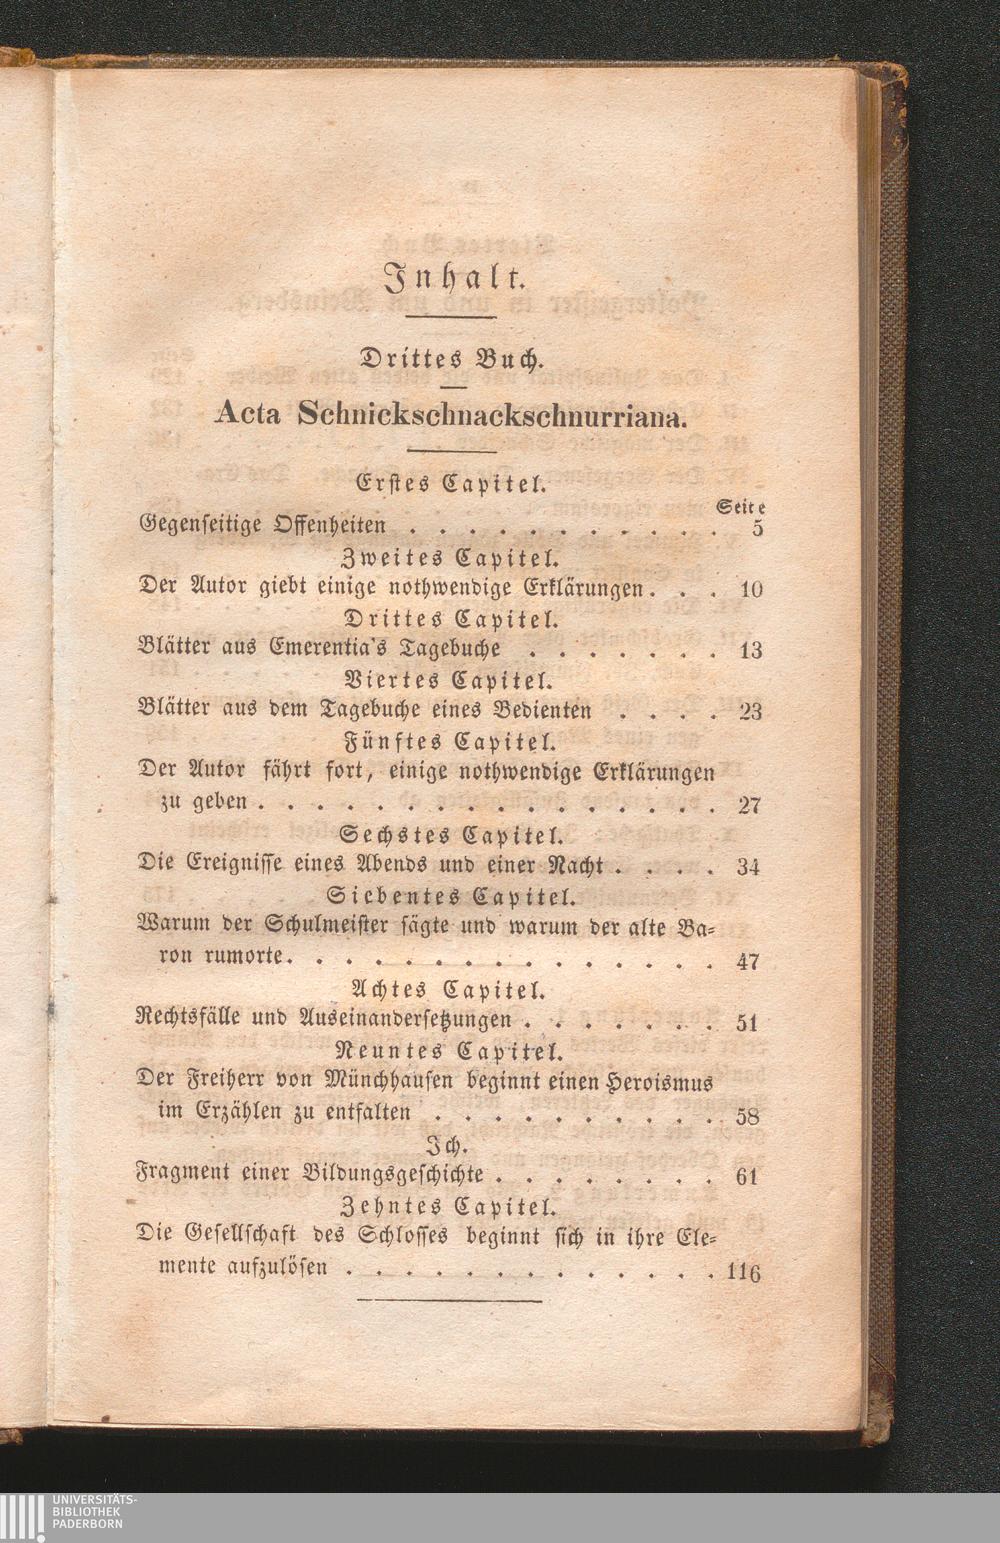 Inhalt.
Drittes Buch.
Acta Schnickschnackschnurriana.
Erstes Capitel.
Seite
Gegenseitige Offenheiten . . . . . . . . . . . 5
Zweites Capitel.
Der Autor giebt einige nothwendige Erklärungen. . . 10
Drittes Capitel.
Blätter aus Emerentia's Tagebuche . . . . . . . 13
Viertes Capitel.
Blätter aus dem Tagebuche eines Bedienten . . . . 23
Fünftes Capitel.
Der Autor fährt fort, einige nothwendige Erklärungen
zu geben . . . . . . . . . . . . . . . . 27
Sechstes Capitel.
Die Ereignisse eines Abends und einer Nacht . . . . 34
Siebentes Capitel.
Warum der Schulmeister sägte und warum der alte Ba-
ron rumorte. . . . . . . . . . . . . . . 47
Achtes Capitel.
Rechtsfälle und Auseinandersetzungen . . . . . . . 51
Neuntes Capitel.
Der Freiherr von Münchhausen beginnt einen Heroismus
im Erzählen zu entfalten . . . . . . . . . . 58
Ich.
Fragment einer Bildungsgeschichte . . . . . . . . 61
Zehntes Capitel.
Die Gesellschaft des Schlosses beginnt sich in ihre Ele-
mente aufzulösen . . . . . . . . . . . . . 116
UNIVERSITÄTS-
BIBLIOTHEK
PADERBORN